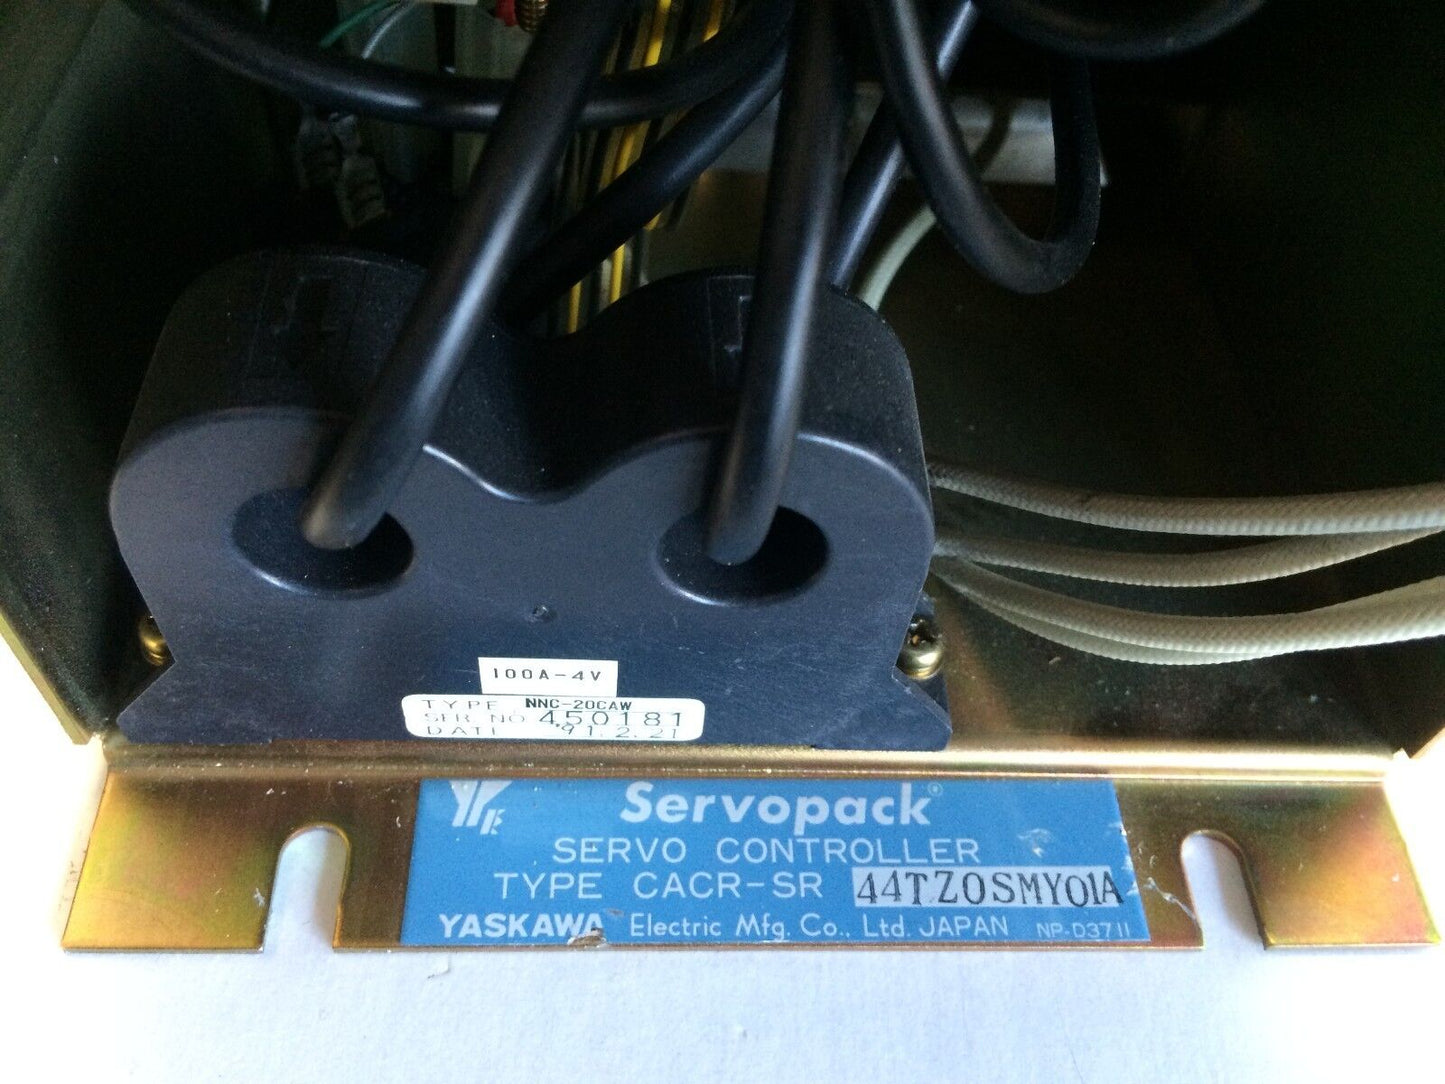 100A-4V
TYPE NNC-20CAW
SER. NO 450181
DATE '91.2.21
Servopack®
SERVO CONTROLLER
TYPE CACR-SR 44TZ0SMY01A
YASKAWA Electric Mfg. Co., Ltd. JAPAN NP-D3711